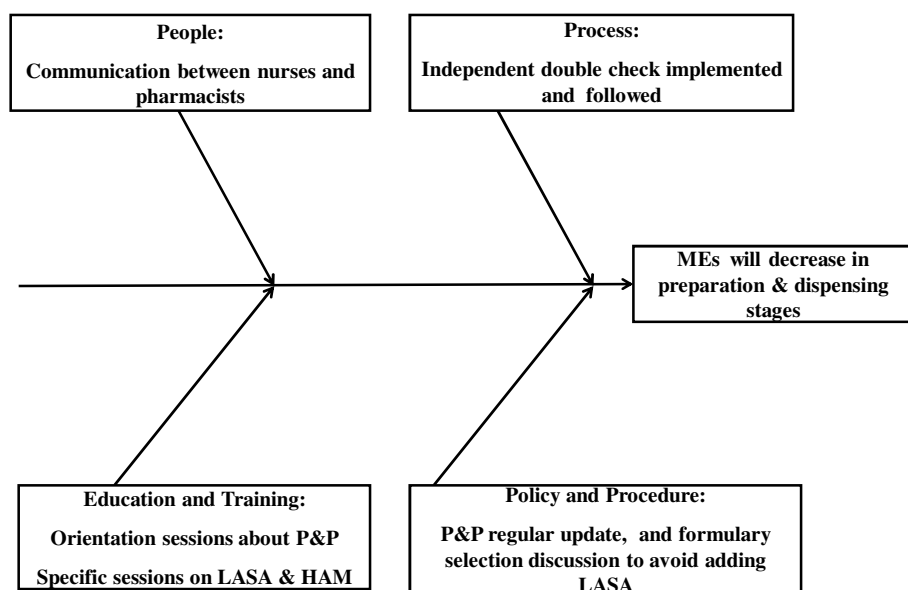 People:
Communication between nurses and
pharmacists
Process:
Independent double check implemented
and followed
MEs will decrease in
preparation & dispensing
stages
Education and Training:
Orientation sessions about P&P
Specific sessions on LASA & HAM
Policy and Procedure:
P&P regular update, and formulary
selection discussion to avoid adding
LASA